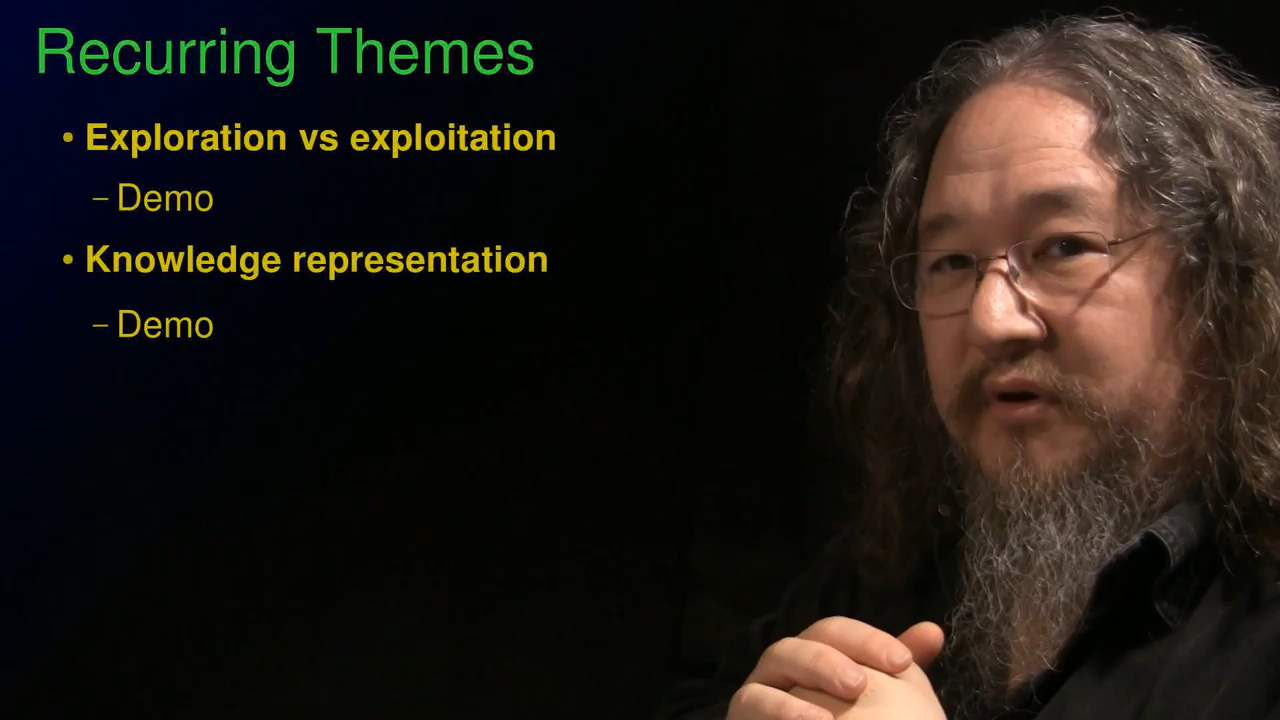 Recurring Themes
• Exploration vs exploitation
– Demo
• Knowledge representation
– Demo